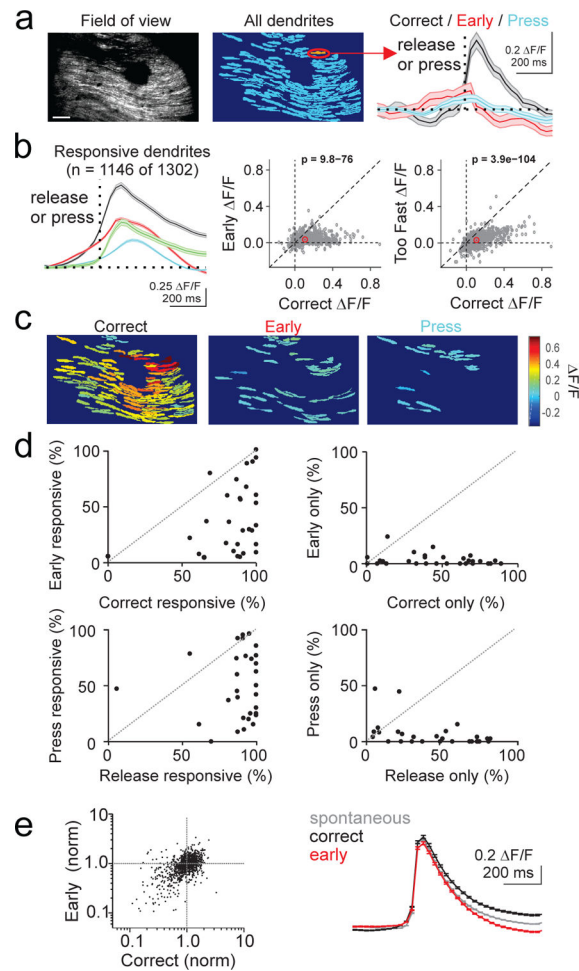 a
Field of view
All dendrites
Correct / Early / Press
release
or press
0.2 ΔF/F
200 ms
b
Responsive dendrites
(n = 1146 of 1302)
release
or press
0.25 ΔF/F
200 ms
p = 9.8−76
0.8
0.4
0.0
Early ΔF/F
0.0 0.4 0.8
Correct ΔF/F
p = 3.9e−104
0.8
0.4
0.0
Too Fast ΔF/F
0.0 0.4 0.8
Correct ΔF/F
c
Correct
Early
Press
0.6
0.4
0.2
0
-0.2
ΔF/F
d
100
50
0
Early responsive (%)
0 50 100
Correct responsive (%)
100
50
0
Early only (%)
0 50 100
Correct only (%)
100
50
0
Press responsive (%)
0 50 100
Release responsive (%)
100
50
0
Press only (%)
0 50 100
Release only (%)
e
10
1.0
0.1
Early (norm)
0.1 1.0 10
Correct (norm)
spontaneous
correct
early
0.2 ΔF/F
200 ms